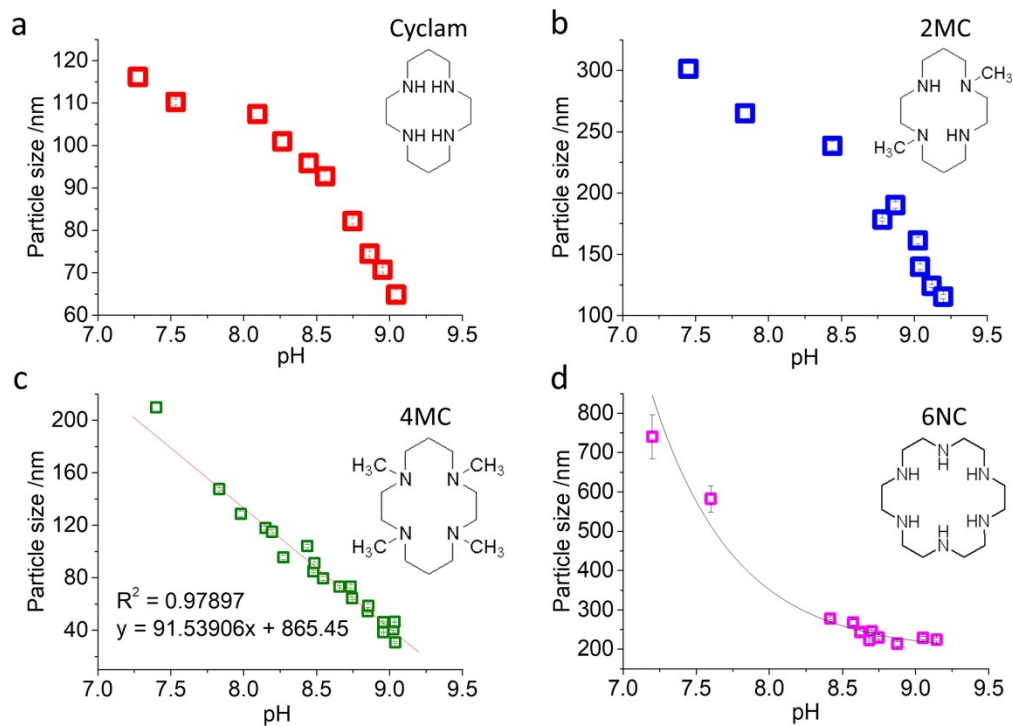 a
Cyclam
Particle size /nm
120
110
100
90
80
70
60
7.0 7.5 8.0 8.5 9.0 9.5
pH
NH HN
NH HN
b
2MC
Particle size /nm
300
250
200
150
100
7.0 7.5 8.0 8.5 9.0 9.5
pH
NH N CH₃
H₃C N HN
c
4MC
Particle size /nm
200
160
120
80
40
7.0 7.5 8.0 8.5 9.0 9.5
pH
H₃C N N CH₃
H₃C N N CH₃
R² = 0.97897
y = 91.53906x + 865.45
d
6NC
Particle size /nm
800
700
600
500
400
300
200
150
7.0 7.5 8.0 8.5 9.0 9.5
pH
N
H
NH HN
NH HN
H
N